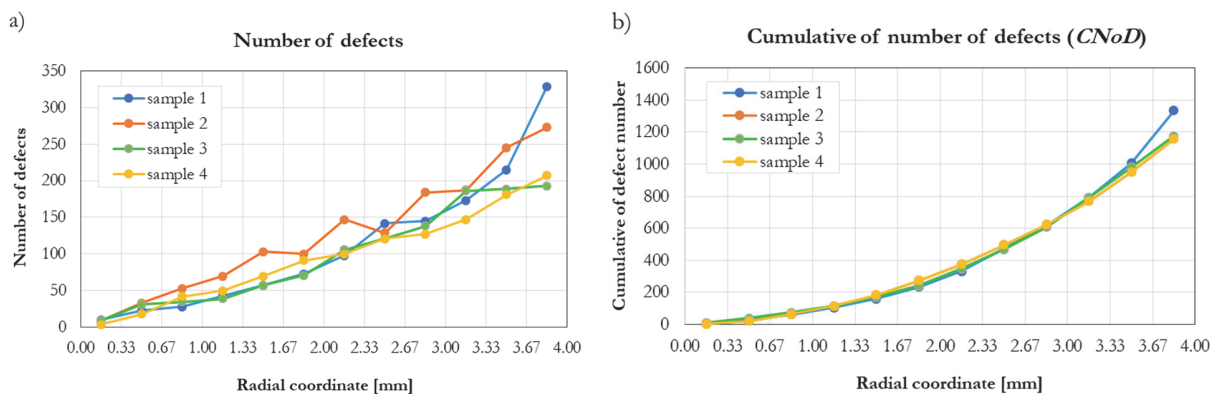 a)
Number of defects
Number of defects
350
300
250
200
150
100
50
0
sample 1
sample 2
sample 3
sample 4
0.00 0.33 0.67 1.00 1.33 1.67 2.00 2.33 2.67 3.00 3.33 3.67 4.00
Radial coordinate [mm]
b)
Cumulative of number of defects (CNoD)
Cumulative of defect number
1600
1400
1200
1000
800
600
400
200
0
sample 1
sample 2
sample 3
sample 4
0.00 0.33 0.67 1.00 1.33 1.67 2.00 2.33 2.67 3.00 3.33 3.67 4.00
Radial coordinate [mm]